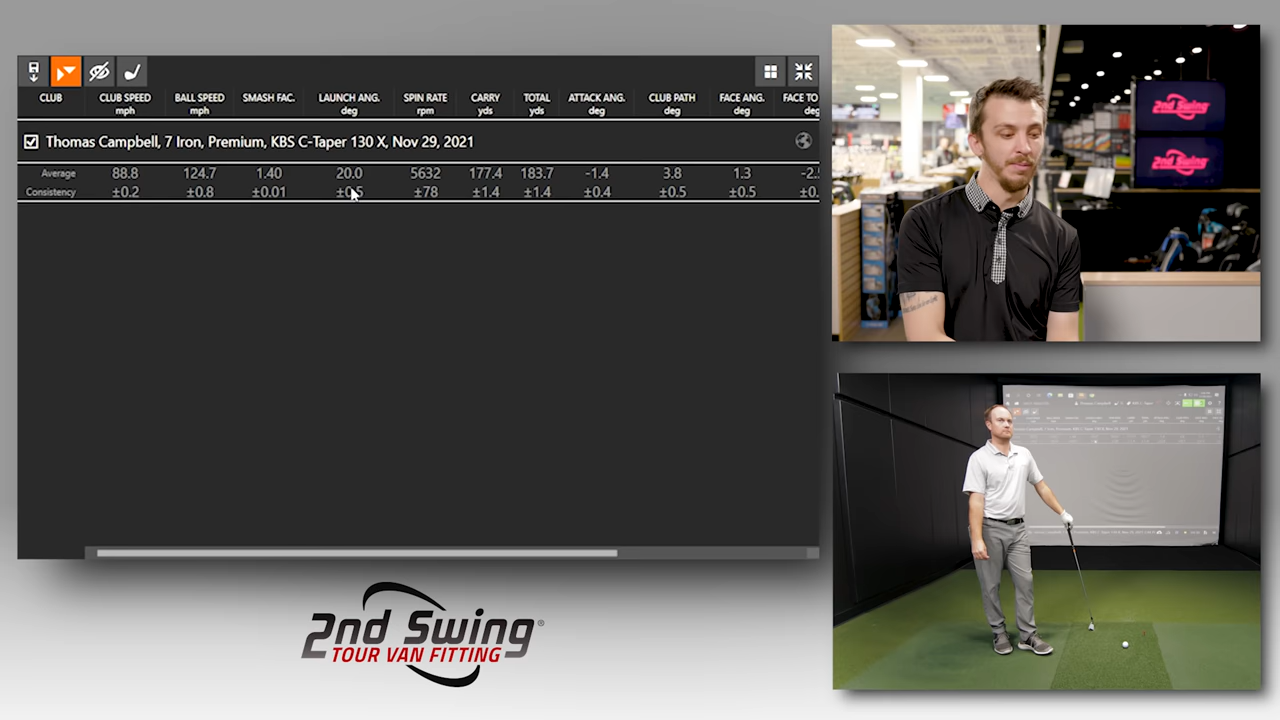 CLUB CLUB SPEED BALL SPEED SMASH FAC. LAUNCH ANG. SPIN RATE CARRY TOTAL ATTACK ANG. CLUB PATH FACE ANG. FACE TO
mph mph deg rpm yds yds deg deg deg deg
Thomas Campbell, 7 Iron, Premium, KBS C-Taper 130 X, Nov 29, 2021
Average 88.8 124.7 1.40 20.0 5632 177.4 183.7 -1.4 3.8 1.3 -2.
Consistency ±0.2 ±0.8 ±0.01 ±78 ±1.4 ±1.4 ±0.4 ±0.5 ±0.5 ±0.
2nd Swing®
TOUR VAN FITTING
2nd Swing
2nd Swing